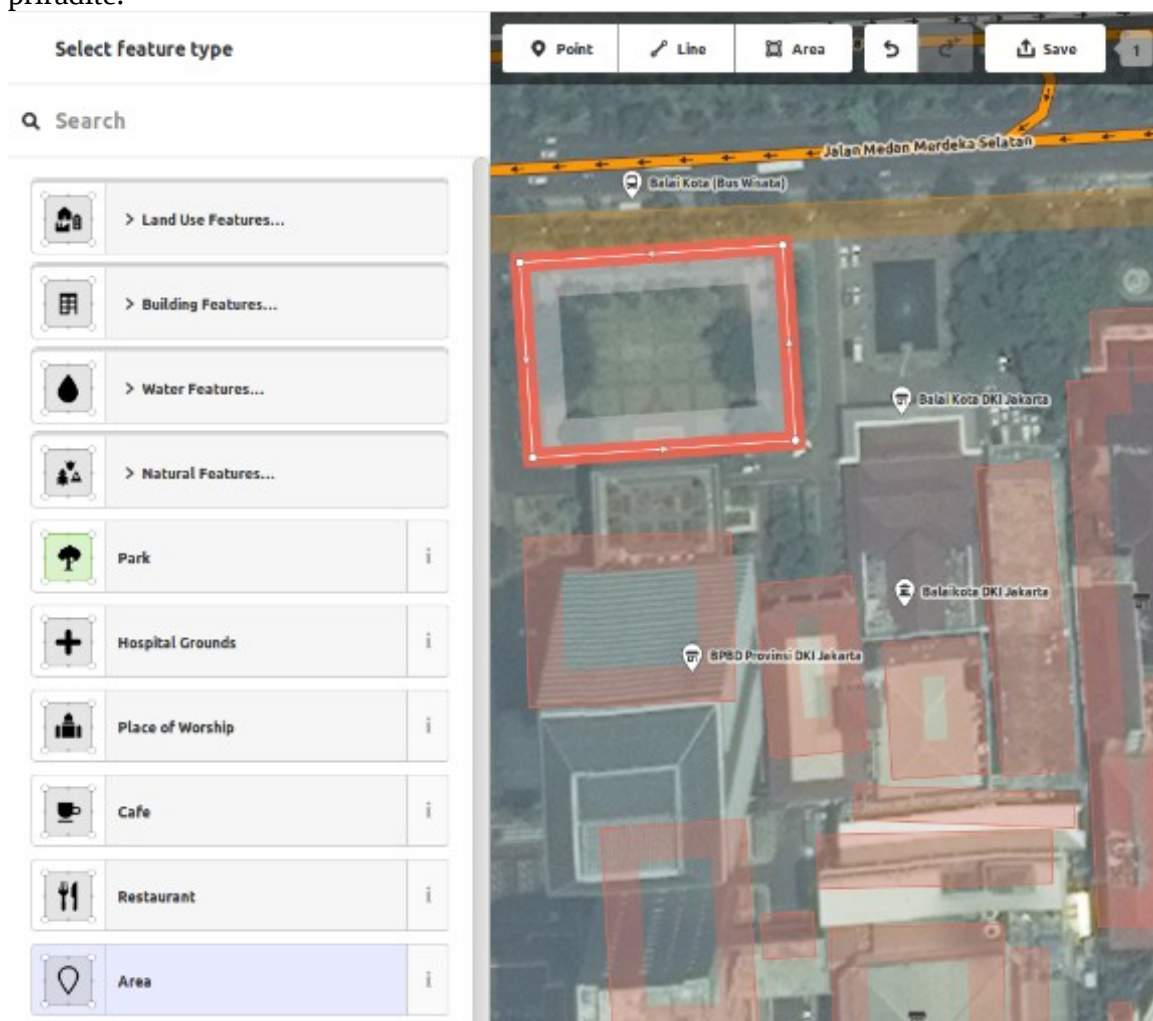 priradíte.
Select feature type
Point
Line
Area
Save
1
Search
> Land Use Features...
> Building Features...
> Water Features...
> Natural Features...
Park
Hospital Grounds
Place of Worship
Cafe
Restaurant
Area
Jalan Medan Merdeka Selatan
Balai Kota (Bus Wisata)
Balai Kota DKI Jakarta
Balaikota DKI Jakarta
BPBD Provinsi DKI Jakarta